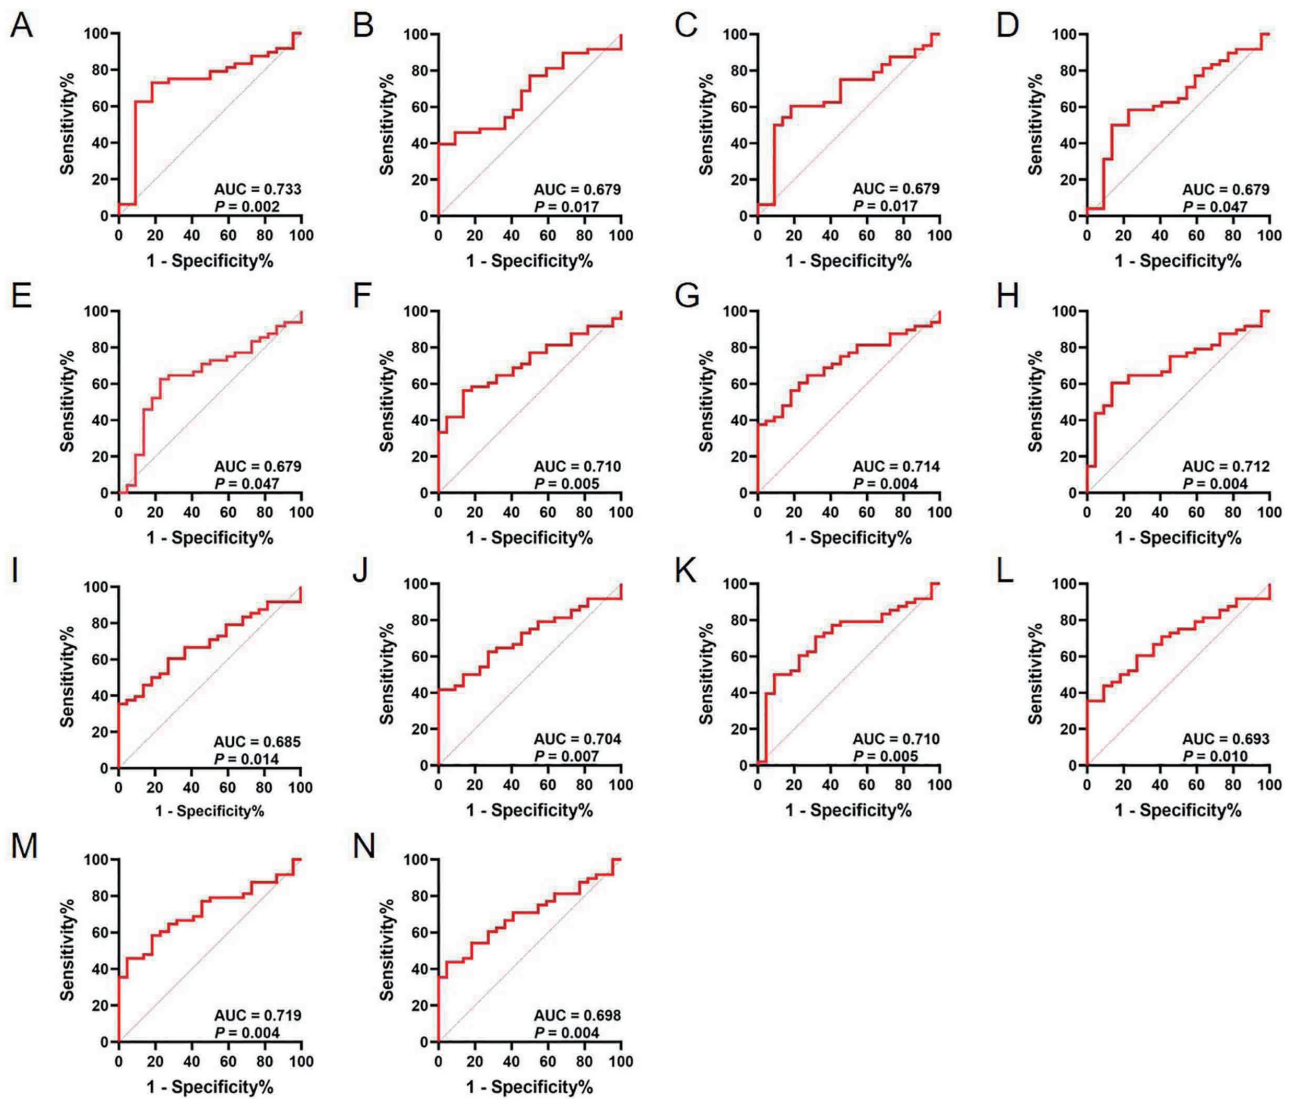 A
100
80
60
40
20
0
Sensitivity%
AUC = 0.733
P = 0.002
0 20 40 60 80 100
1 - Specificity%
B
100
80
60
40
20
0
Sensitivity%
AUC = 0.679
P = 0.017
0 20 40 60 80 100
1 - Specificity%
C
100
80
60
40
20
0
Sensitivity%
AUC = 0.679
P = 0.017
0 20 40 60 80 100
1 - Specificity%
D
100
80
60
40
20
0
Sensitivity%
AUC = 0.679
P = 0.047
0 20 40 60 80 100
1 - Specificity%
E
100
80
60
40
20
0
Sensitivity%
AUC = 0.679
P = 0.047
0 20 40 60 80 100
1 - Specificity%
F
100
80
60
40
20
0
Sensitivity%
AUC = 0.710
P = 0.005
0 20 40 60 80 100
1 - Specificity%
G
100
80
60
40
20
0
Sensitivity%
AUC = 0.714
P = 0.004
0 20 40 60 80 100
1 - Specificity%
H
100
80
60
40
20
0
Sensitivity%
AUC = 0.712
P = 0.004
0 20 40 60 80 100
1 - Specificity%
I
100
80
60
40
20
0
Sensitivity%
AUC = 0.685
P = 0.014
0 20 40 60 80 100
1 - Specificity%
J
100
80
60
40
20
0
Sensitivity%
AUC = 0.704
P = 0.007
0 20 40 60 80 100
1 - Specificity%
K
100
80
60
40
20
0
Sensitivity%
AUC = 0.710
P = 0.005
0 20 40 60 80 100
1 - Specificity%
L
100
80
60
40
20
0
Sensitivity%
AUC = 0.693
P = 0.010
0 20 40 60 80 100
1 - Specificity%
M
100
80
60
40
20
0
Sensitivity%
AUC = 0.719
P = 0.004
0 20 40 60 80 100
1 - Specificity%
N
100
80
60
40
20
0
Sensitivity%
AUC = 0.698
P = 0.004
0 20 40 60 80 100
1 - Specificity%